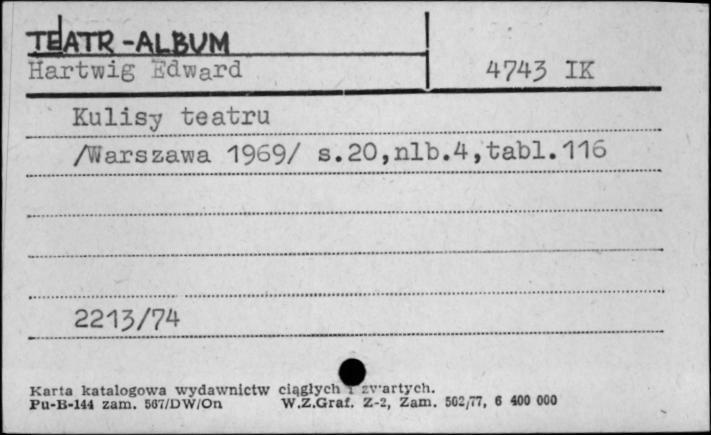 TEATR-ALBUM
Hartwig Edward 4743 IK
Kulisy teatru
/Warszawa 1969/ s.20,nlb.4,tabl.116
2213/74
Karta katalogowa wydawnictw ciągłych i zwartych.
Pu-B-144 zam. 567/DW/On W.Z.Graf. Z-2, Zam. 502/77, 6 400 000